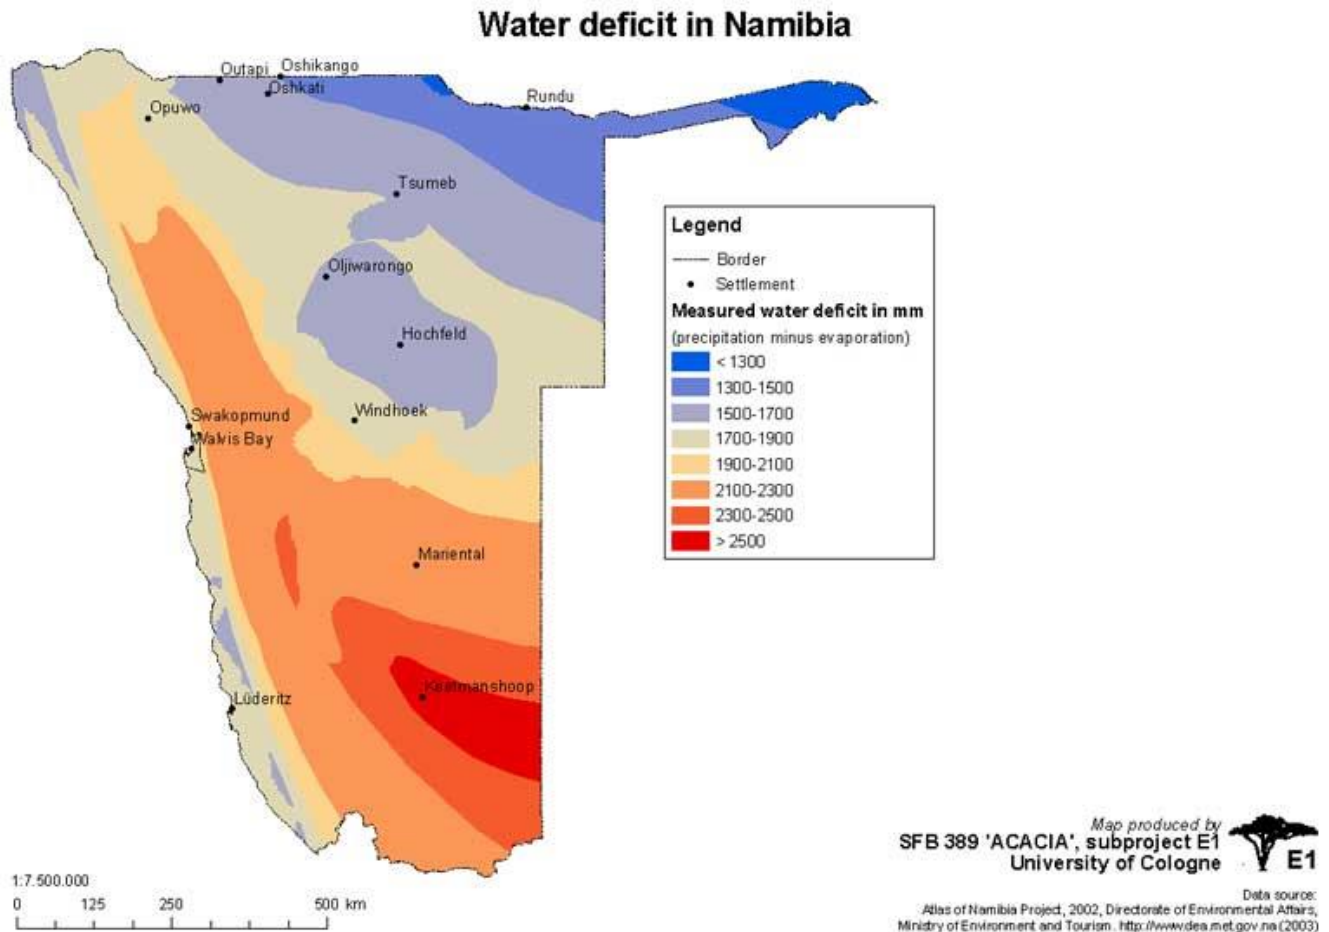 Water deficit in Namibia
Outapi
Oshikango
Oshkati
Rundu
Opuwo
Tsumeb
Oljiwarongo
Hochfeld
Windhoek
Swakopmund
Walvis Bay
Mariental
Keetmanshoop
Lüderitz
Legend
Border
Settlement
Measured water deficit in mm
(precipitation minus evaporation)
< 1300
1300-1500
1500-1700
1700-1900
1900-2100
2100-2300
2300-2500
> 2500
1:7.500.000
0 125 250 500 km
Map produced by
SFB 389 'ACACIA', subproject E1
University of Cologne
E1
Data source:
Atlas of Namibia Project, 2002, Directorate of Environmental Affairs,
Ministry of Environment and Tourism. http://www.dea.met.gov.na (2003)